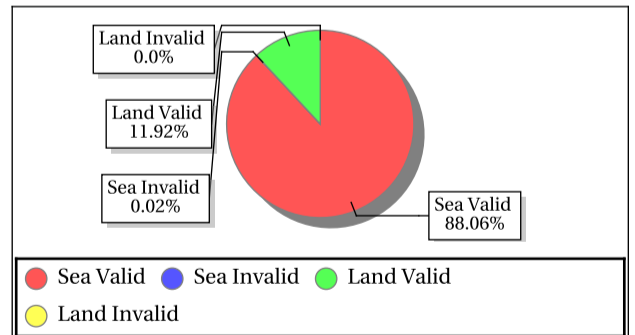 Land Invalid
0.0%
Land Valid
11.92%
Sea Invalid
0.02%
Sea Valid
88.06%
Sea Valid Sea Invalid Land Valid
Land Invalid